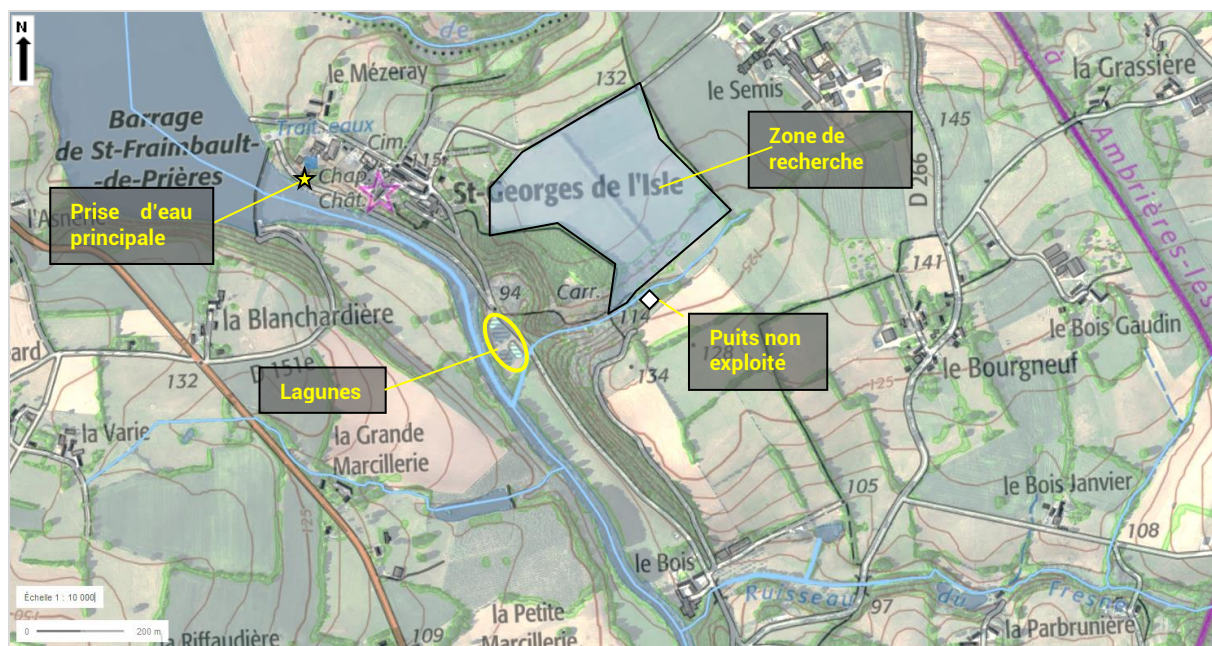 N
de
le Mézeray
132
le Semis
la Grassière
à
Ambrières-les
Barrage
de St-Fraimbault-
-de-Prières
Trait. eaux
Cim.
115
Chap.
Chât.
St-Georges de l'Isle
145
D 266
Zone de
recherche
Prise d'eau
principale
94
Carr.
114
125
141
la Blanchardière
D 151e
132
Puits non
exploité
128
134
le Bois Gaudin
le Bourgneuf
125
Lagunes
la Varie
la Grande
Marcillerie
125
105
le Bois Janvier
108
le Bois
Ruisseau du Fresne
97
la Parbrunière
Échelle 1 : 10 000
0 200 m
la Riffaudière
109
la Petite
Marcillerie